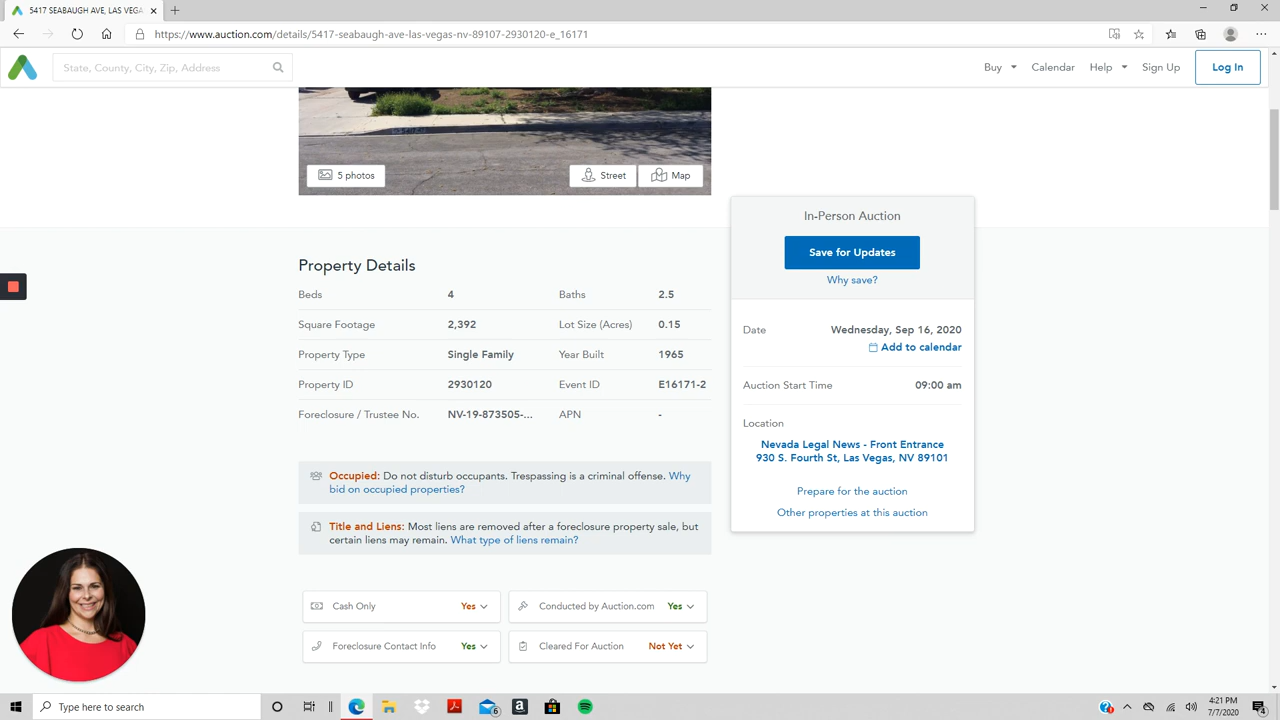 5417 SEABAUGH AVE, LAS VEGA
https://www.auction.com/details/5417-seabaugh-ave-las-vegas-nv-89107-2930120-e_16171
State, County, City, Zip, Address
Buy
Calendar
Help
Sign Up
Log In
5 photos
Street
Map
In-Person Auction
Save for Updates
Why save?
Property Details
Beds 4 Baths 2.5
Square Footage 2,392 Lot Size (Acres) 0.15
Property Type Single Family Year Built 1965
Property ID 2930120 Event ID E16171-2
Foreclosure / Trustee No. NV-19-873505-... APN -
Date Wednesday, Sep 16, 2020
Add to calendar
Auction Start Time 09:00 am
Location
Nevada Legal News - Front Entrance
930 S. Fourth St, Las Vegas, NV 89101
Prepare for the auction
Other properties at this auction
Occupied: Do not disturb occupants. Trespassing is a criminal offense. Why
bid on occupied properties?
Title and Liens: Most liens are removed after a foreclosure property sale, but
certain liens may remain. What type of liens remain?
Cash Only Yes
Conducted by Auction.com Yes
Foreclosure Contact Info Yes
Cleared For Auction Not Yet
Type here to search
6
4:21 PM
7/7/2020